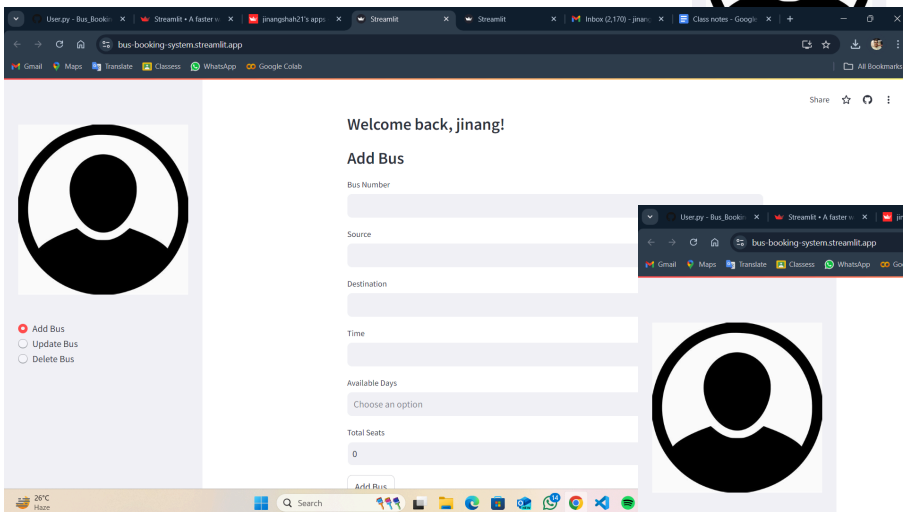 User.py - Bus_Bookin
Streamlit • A faster w
jinangshah21's apps
Streamlit
Streamlit
Inbox (2,170) - jinan
Class notes - Google
bus-booking-system.streamlit.app
Gmail Maps Translate Classess WhatsApp Google Colab
All Bookmarks
Share
Welcome back, jinang!
Add Bus
Bus Number
Source
Destination
Time
Available Days
Choose an option
Total Seats
0
Add Bus
Add Bus
Update Bus
Delete Bus
User.py - Bus_Bookin
Streamlit • A faster w
bus-booking-system.streamlit.app
Gmail Maps Translate Classess WhatsApp
26°C
Haze
Search
14